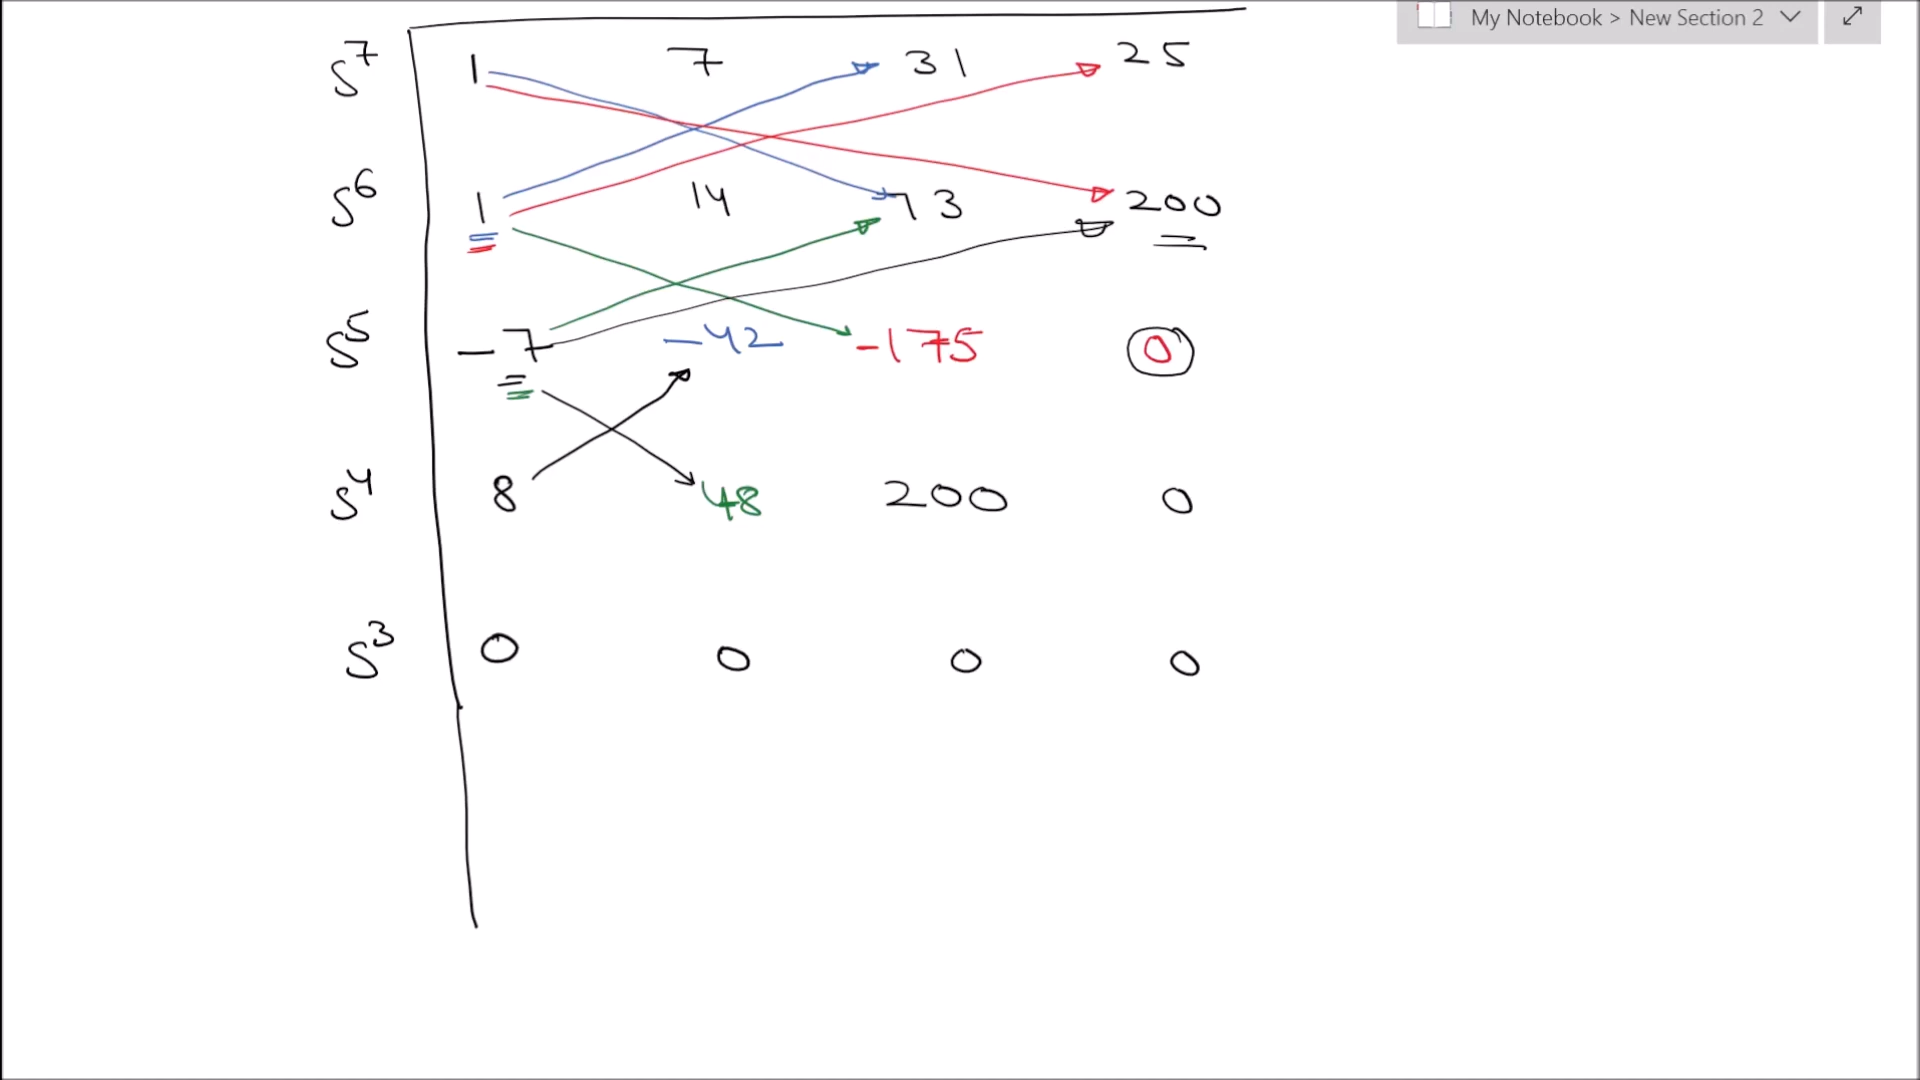 My Notebook > New Section 2
s⁷ 1 7 31 25
s⁶ 1 14 73 200
s⁵ -7 -42 -175 0
s⁴ 8 48 200 0
s³ 0 0 0 0